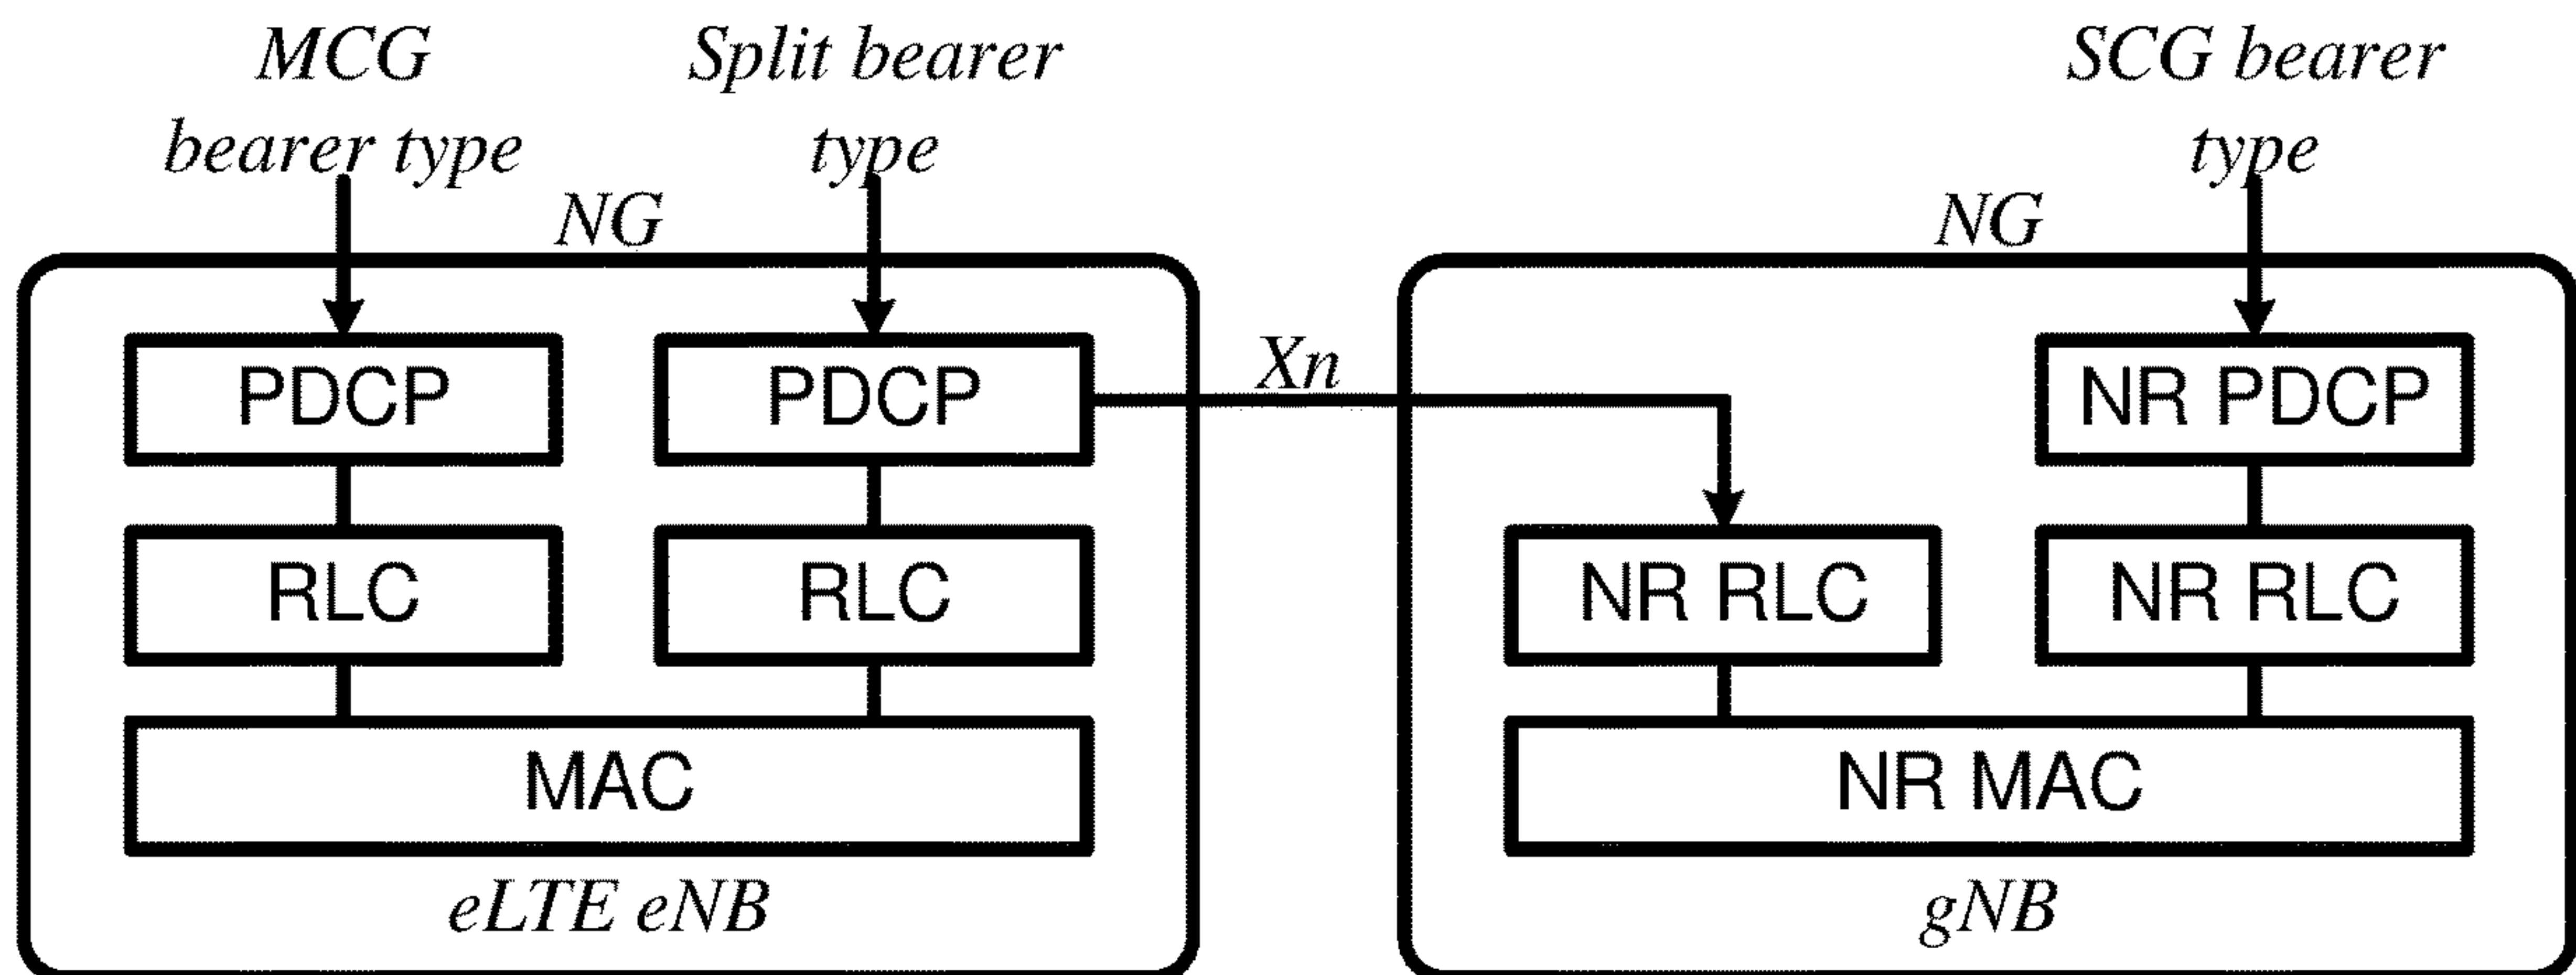 MCG
bearer type
Split bearer
type
SCG bearer
type
NG
NG
Xn
PDCP
PDCP
NR PDCP
RLC
RLC
NR RLC
NR RLC
MAC
NR MAC
eLTE eNB
gNB